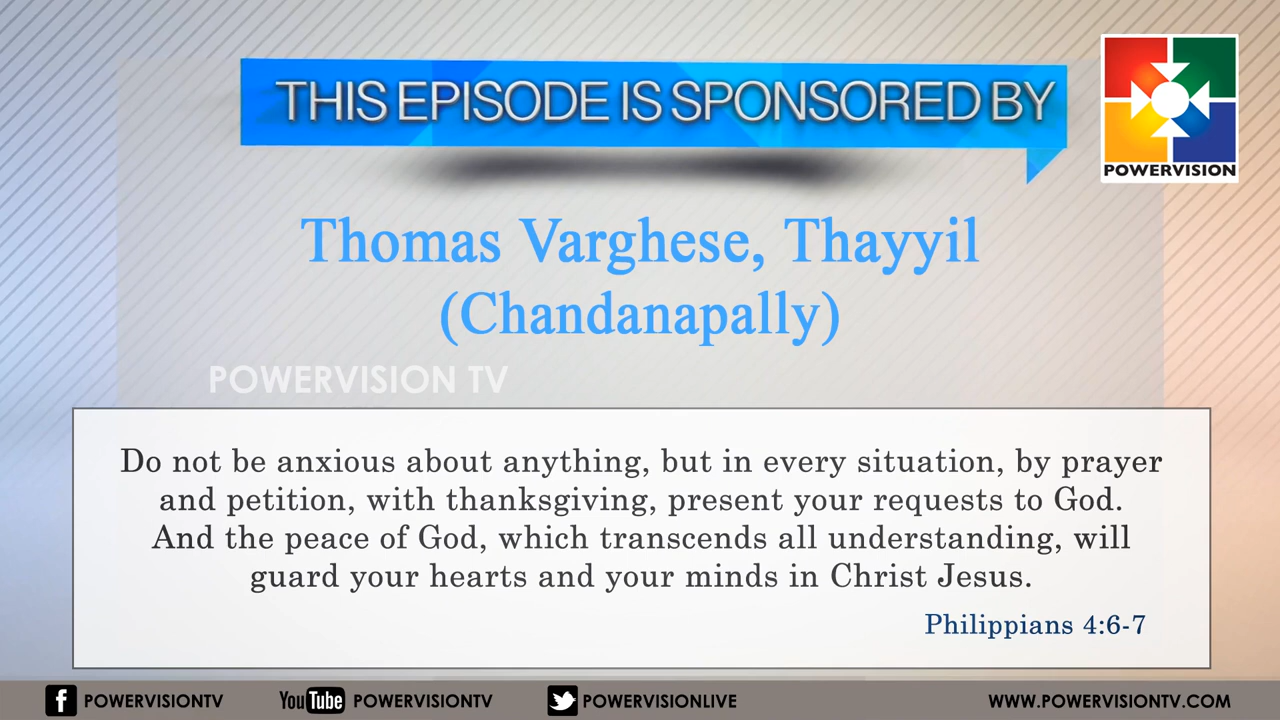 THIS EPISODE IS SPONSORED BY
POWERVISION
Thomas Varghese, Thayyil
(Chandanapally)
POWERVISION TV
Do not be anxious about anything, but in every situation, by prayer
and petition, with thanksgiving, present your requests to God.
And the peace of God, which transcends all understanding, will
guard your hearts and your minds in Christ Jesus.
Philippians 4:6-7
f POWERVISIONTV YouTube POWERVISIONTV POWERVISIONLIVE WWW.POWERVISIONTV.COM